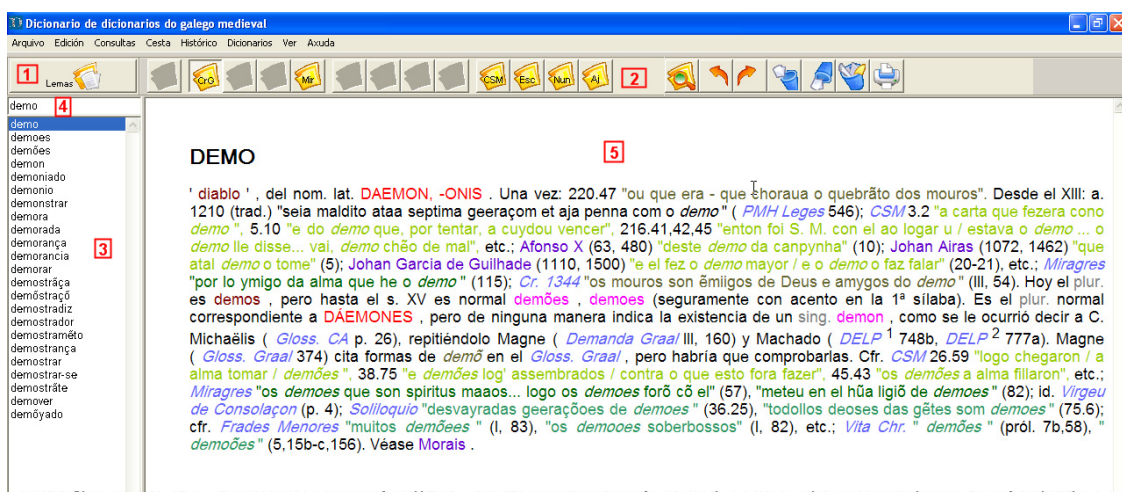 Dicionario de dicionarios do galego medieval
Arquivo Edición Consultas Cesta Histórico Dicionarios Ver Axuda
1 Lemas CrG Mir CSM Esc Nun Aj 2
demo 4
demo
demoes
demões
demon
demoniado
demonio
demonstrar
demora
demorada
demorança
demorancia
demorar
demostrãça
demõstraçõ
demostradiz
demostrador
demostramẽto
demostrança
demostrar
demostrar-se
demostrãte
demover
demõyado
3
5
DEMO
' diablo ' , del nom. lat. DAEMON, -ONIS . Una vez: 220.47 "ou que era - que choraua o quebrãto dos mouros". Desde el XIII: a.
1210 (trad.) "seia maldito ataa septima geeraçom et aja penna com o demo" ( PMH Leges 546); CSM 3.2 "a carta que fezera cono
demo ", 5.10 "e do demo que, por tentar, a cuydou vencer", 216.41,42,45 "enton foi S. M. con el ao logar u / estava o demo ... o
demo lle disse... vai, demo chẽo de mal", etc.; Afonso X (63, 480) "deste demo da canpynha" (10); Johan Airas (1072, 1462) "que
atal demo o tome" (5); Johan Garcia de Guilhade (1110, 1500) "e el fez o demo mayor / e o demo o faz falar" (20-21), etc.; Miragres
"por lo ymigo da alma que he o demo " (115); Cr. 1344 "os mouros son ẽmiigos de Deus e amygos do demo" (III, 54). Hoy el plur.
es demos , pero hasta el s. XV es normal demões , demoes (seguramente con acento en la 1ª sílaba). Es el plur. normal
correspondiente a DÁEMONES , pero de ninguna manera indica la existencia de un sing. demon , como se le ocurrió decir a C.
Michaëlis ( Gloss. CA p. 26), repitiéndolo Magne ( Demanda Graal III, 160) y Machado ( DELP 1 748b, DELP 2 777a). Magne
( Gloss. Graal 374) cita formas de demõ en el Gloss. Graal , pero habría que comprobarlas. Cfr. CSM 26.59 "logo chegaron / a
alma tomar / demões ", 38.75 "e demões log' assembrados / contra o que esto fora fazer", 45.43 "os demões a alma fillaron", etc.;
Miragres "os demoes que son spiritus maaos... logo os demoes forõ cõ el" (57), "meteu en el hũa ligiõ de demoes" (82); id. Virgeu
de Consolaçon (p. 4); Soliloquio "desvayradas geeraçõoes de demoes" (36.25), "todollos deoses das gẽtes som demoes" (75.6);
cfr. Frades Menores "muitos demões" (I, 83), "os demooes soberbossos" (I, 82), etc.; Vita Chr. " demões " (pról. 7b,58), "
demoões" (5,15b-c,156). Véase Morais .